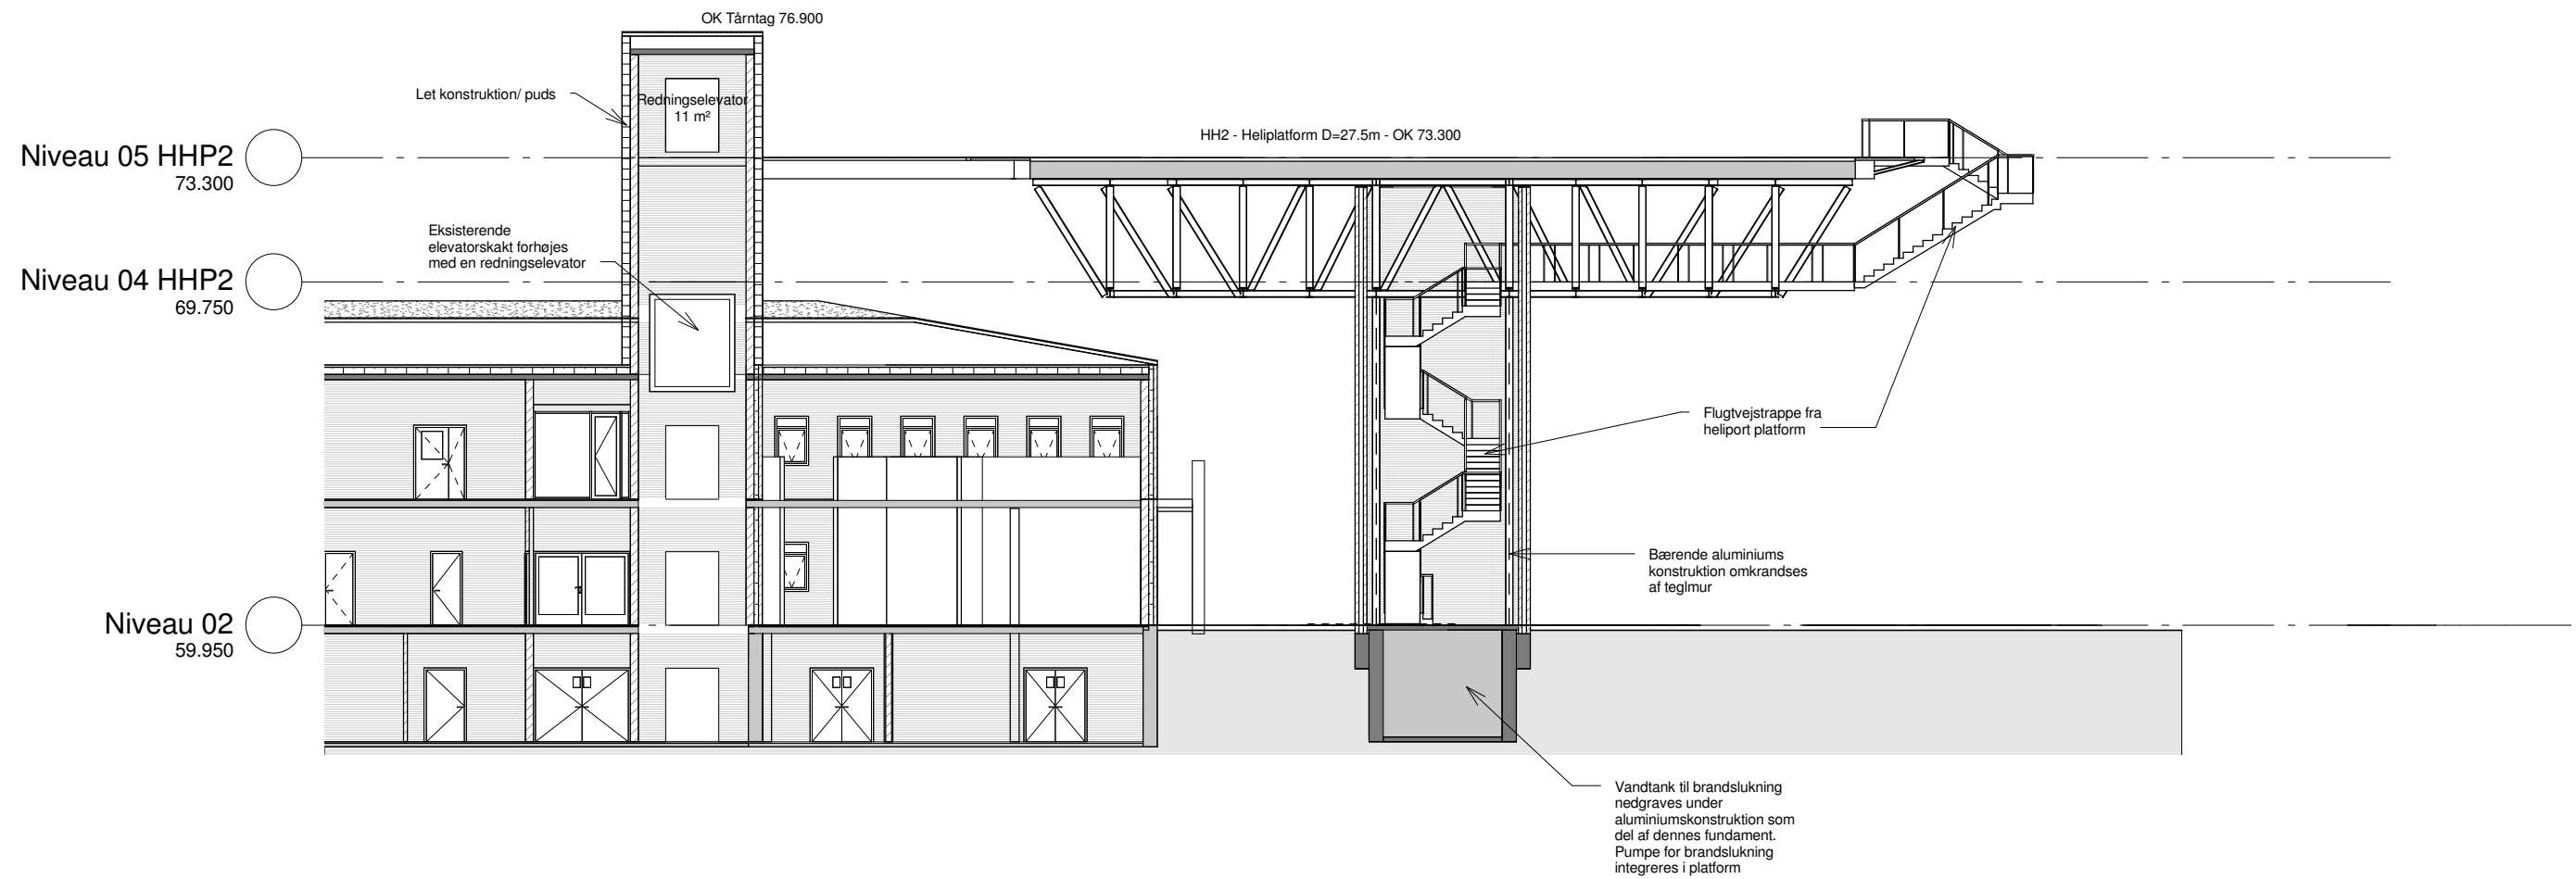 OK Tårntag 76.900
Let konstruktion/ puds
Redningselevator
11 m²
HH2 - Heliplatform D=27.5m - OK 73.300
Niveau 05 HHP2
73.300
Eksisterende
elevatorskakt forhøjes
med en redningselevator
Niveau 04 HHP2
69.750
Flugtvejstrappe fra
heliport platform
Bærende aluminiums
konstruktion omkrandses
af teglmur
Niveau 02
59.950
Vandtank til brandslukning
nedgraves under
aluminiumskonstruktion som
del af dennes fundament.
Pumpe for brandslukning
integreres i platform